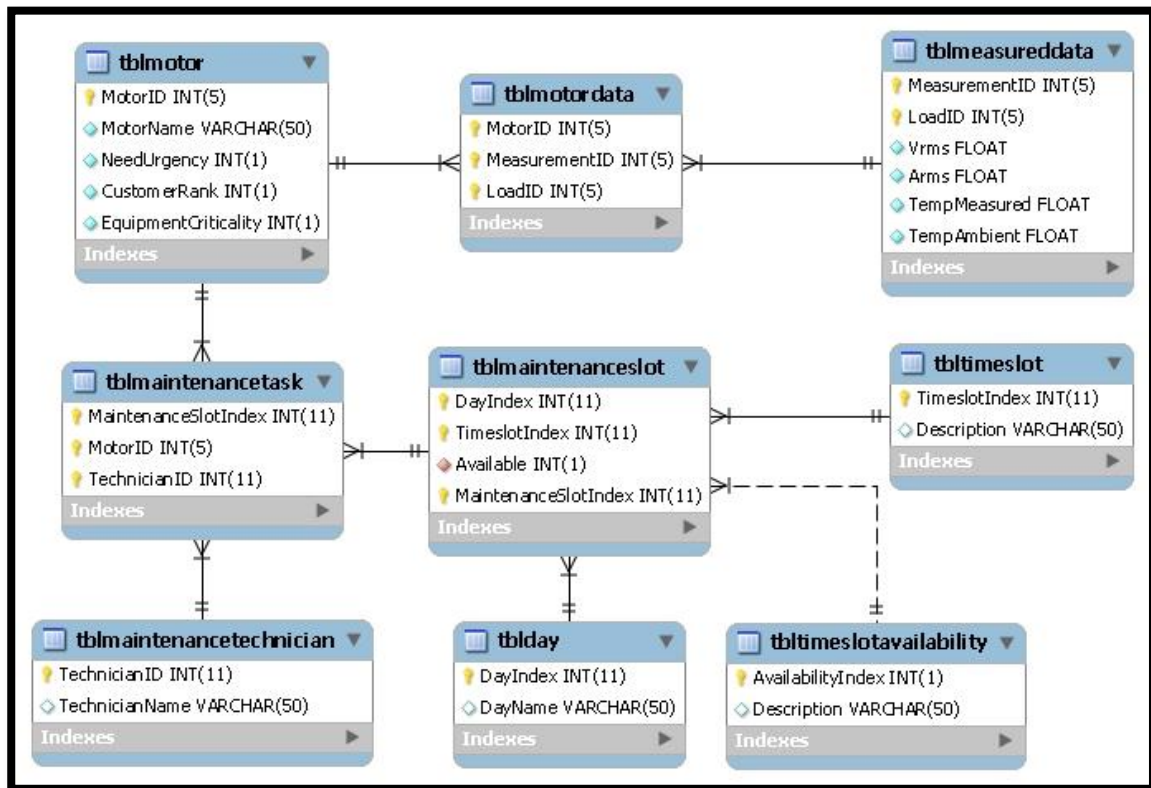 tblmotor
MotorID INT(5)
MotorName VARCHAR(50)
NeedUrgency INT(1)
CustomerRank INT(1)
EquipmentCriticality INT(1)
Indexes
tblmotordata
MotorID INT(5)
MeasurementID INT(5)
LoadID INT(5)
Indexes
tblmeasureddata
MeasurementID INT(5)
LoadID INT(5)
Vrms FLOAT
Arms FLOAT
TempMeasured FLOAT
TempAmbient FLOAT
Indexes
tblmaintenancetask
MaintenanceSlotIndex INT(11)
MotorID INT(5)
TechnicianID INT(11)
Indexes
tblmaintenanceslot
DayIndex INT(11)
TimeslotIndex INT(11)
Available INT(1)
MaintenanceSlotIndex INT(11)
Indexes
tbltimeslot
TimeslotIndex INT(11)
Description VARCHAR(50)
Indexes
tblmaintenancetechnician
TechnicianID INT(11)
TechnicianName VARCHAR(50)
Indexes
tblday
DayIndex INT(11)
DayName VARCHAR(50)
Indexes
tbltimeslotavailability
AvailabilityIndex INT(1)
Description VARCHAR(50)
Indexes